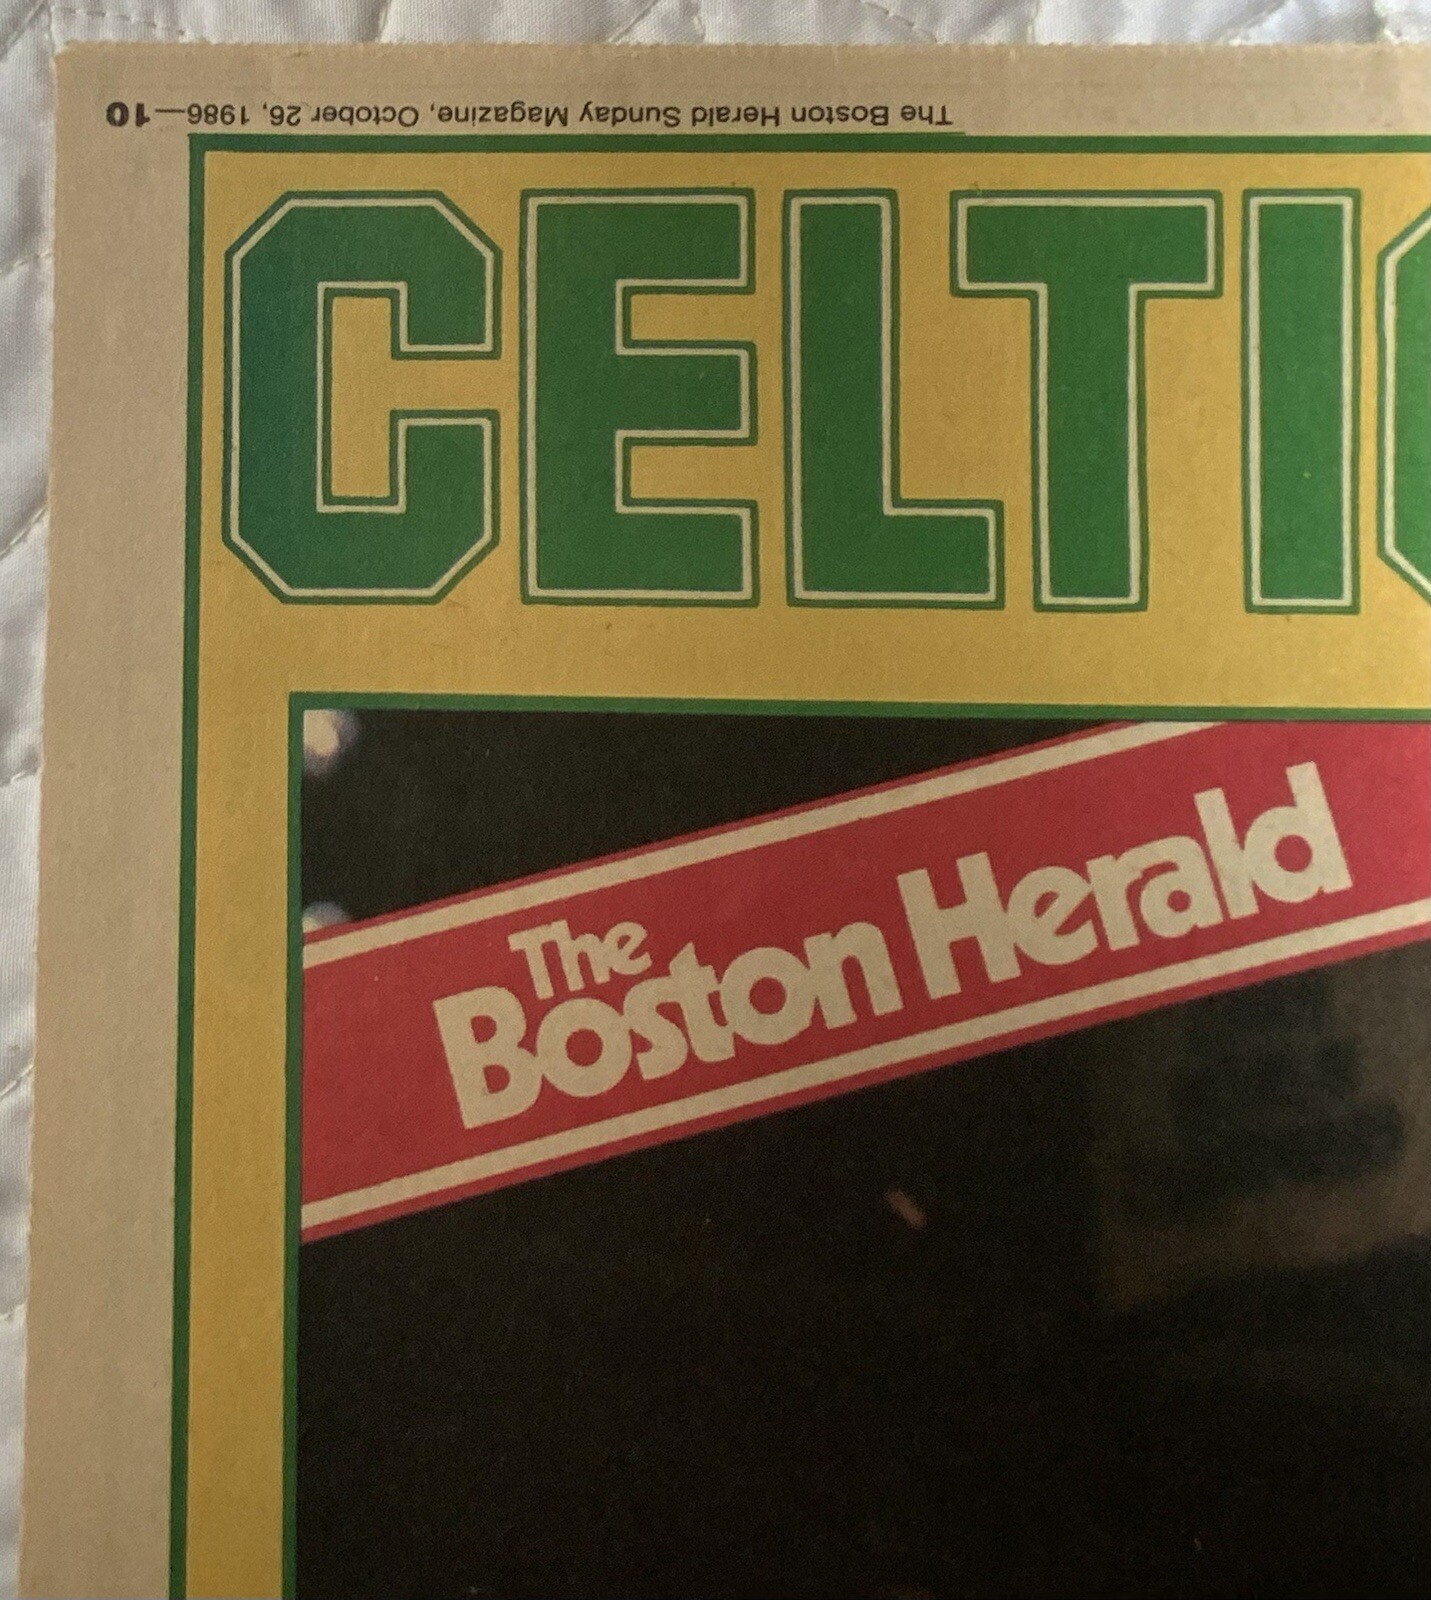 The Boston Herald Sunday Magazine, October 26, 1986—10
CELTIC
The
Boston Herald